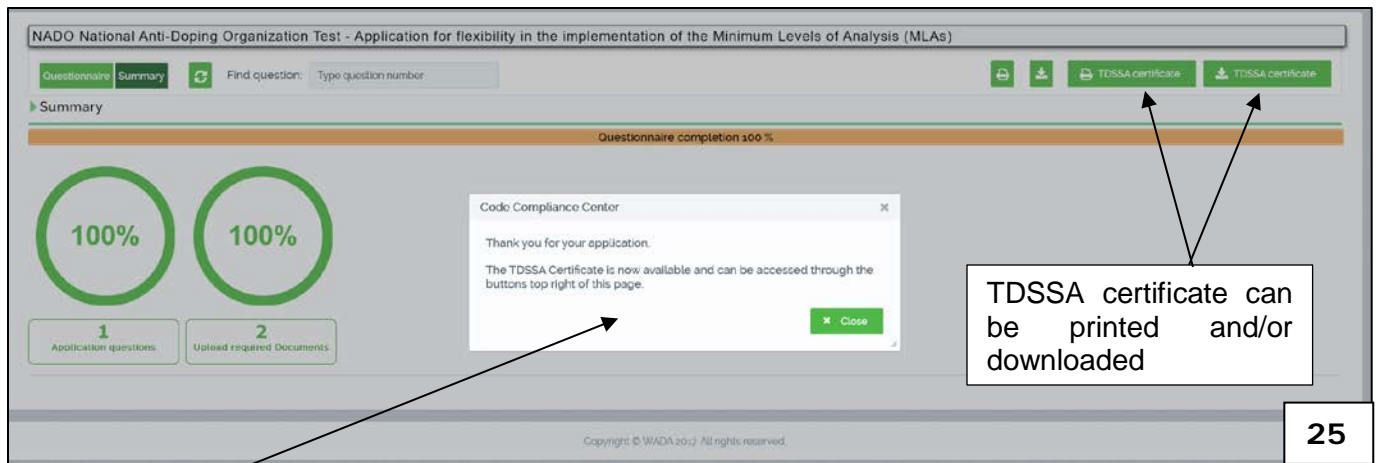 NADO National Anti-Doping Organization Test - Application for flexibility in the implementation of the Minimum Levels of Analysis (MLAs)
Questionnaire Summary Find question: Type question number TDSSA certificate TDSSA certificate
Summary
Questionnaire completion 100 %
100% 100%
1 2
Application questions Upload required Documents
Code Compliance Center
Thank you for your application.
The TDSSA Certificate is now available and can be accessed through the
buttons top right of this page.
× Close
TDSSA certificate can
be printed and/or
downloaded
Copyright © WADA 2017. All rights reserved.
25